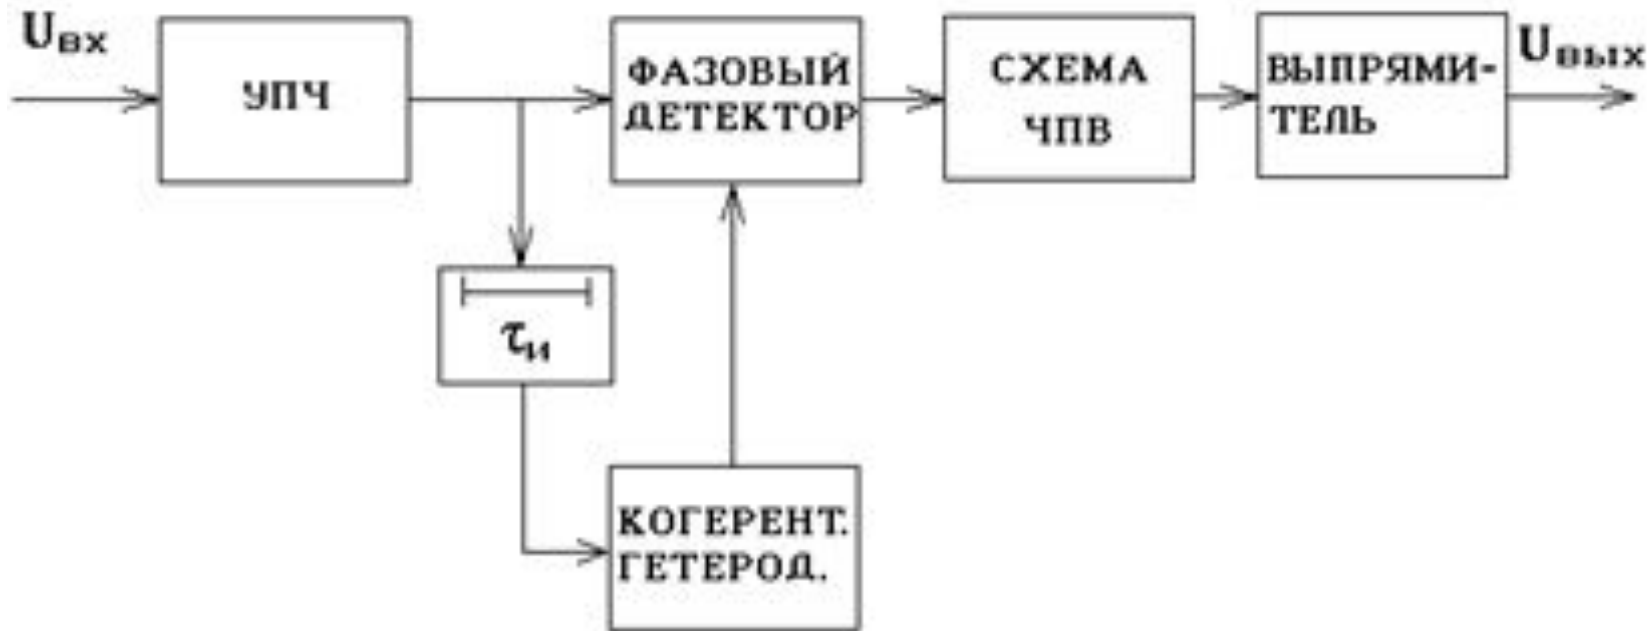 Uвх
УПЧ
ФАЗОВЫЙ
ДЕТЕКТОР
СХЕМА
ЧПВ
ВЫПРЯМИ-
ТЕЛЬ
Uвых
τи
КОГЕРЕНТ.
ГЕТЕРОД.